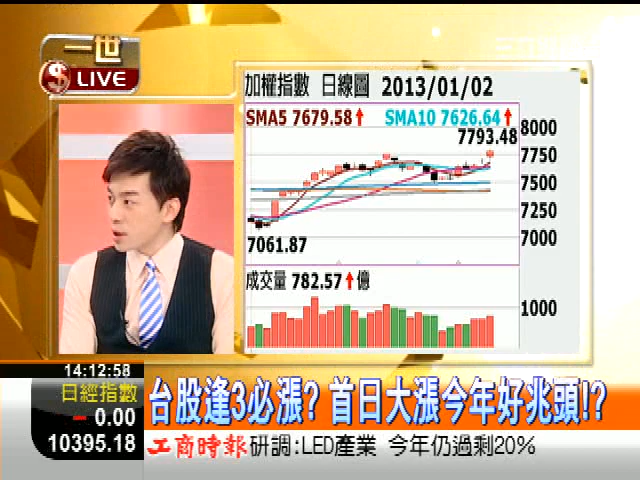 一世
$ LIVE
加權指數 日線圖 2013/01/02
SMA5 7679.58↑ SMA10 7626.64↑
7793.48
8000
7750
7500
7250
7000
7061.87
成交量 782.57↑億
1000
14:12:58
日經指數
0.00
10395.18
台股逢3必漲? 首日大漲今年好兆頭!?
工商時報 研調:LED產業 今年仍過剩20%